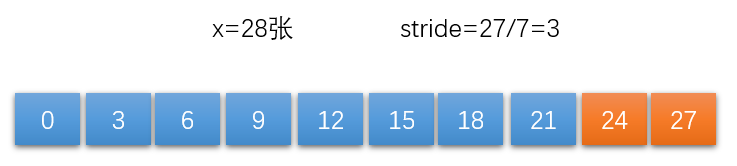 x=28张 stride=27/7=3
0 3 6 9 12 15 18 21 24 27